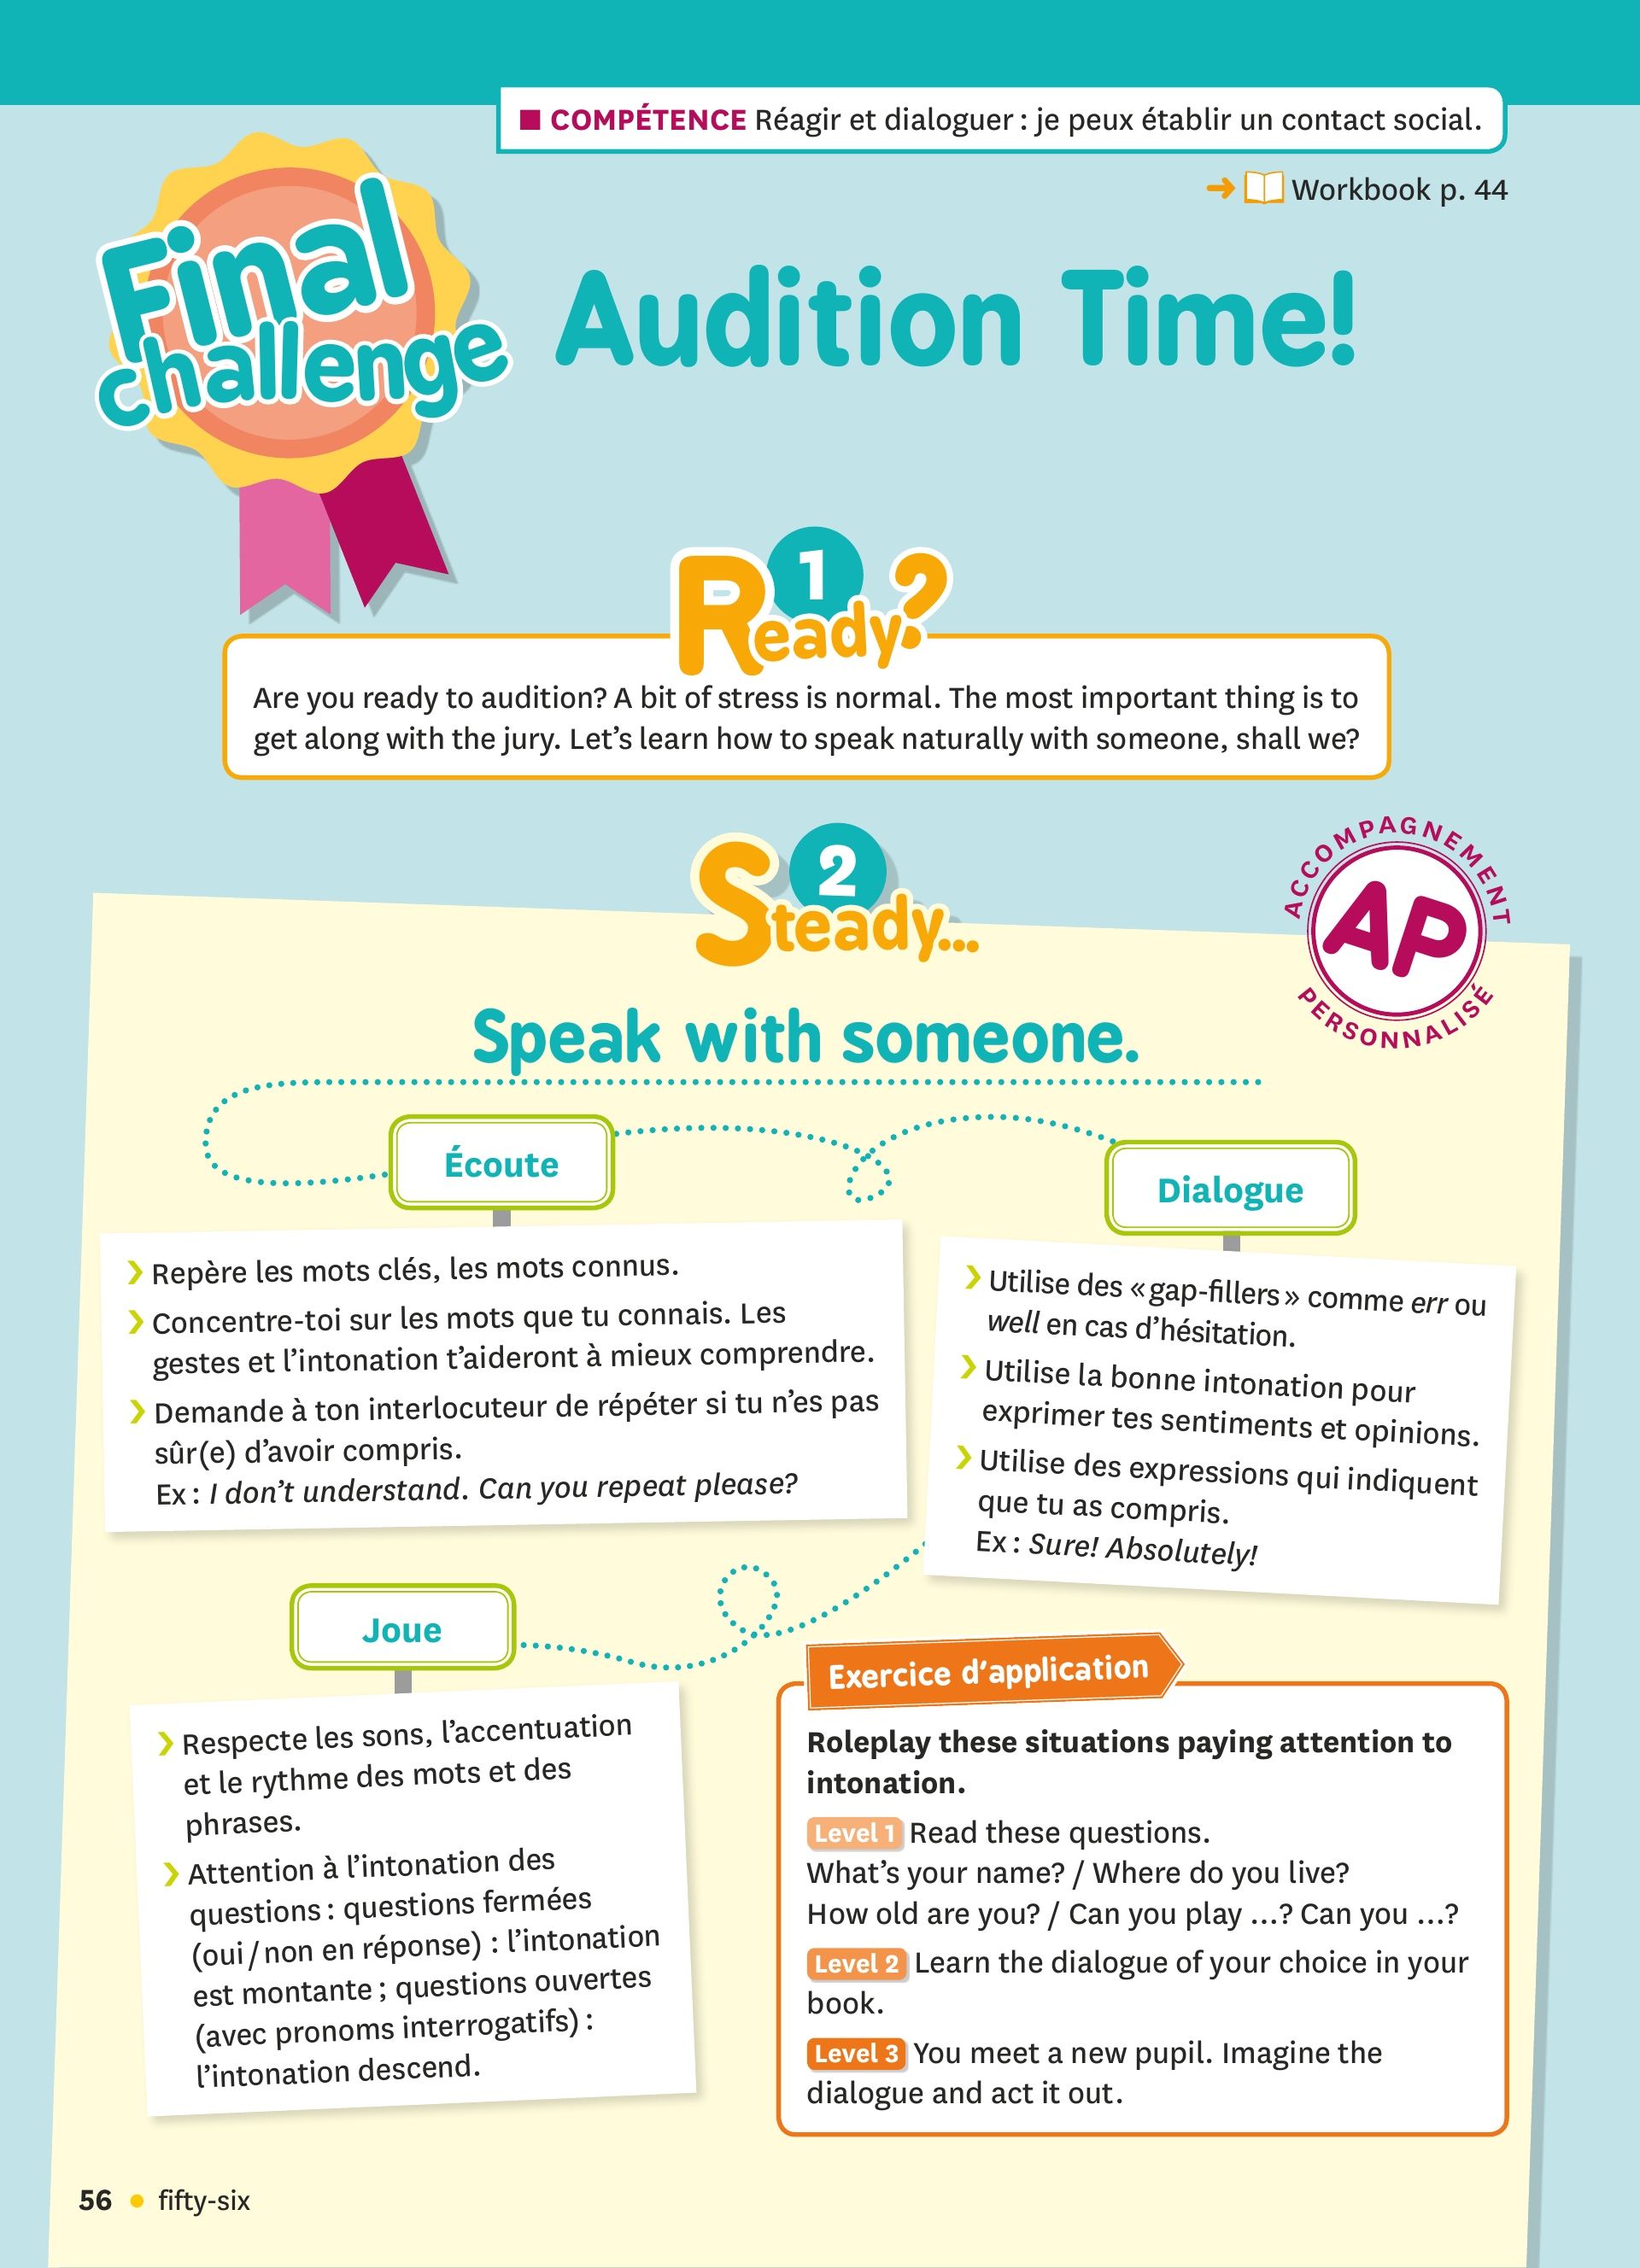 ■ COMPÉTENCE Réagir et dialoguer : je peux établir un contact social.
➜ Workbook p. 44
Final
challenge
Audition Time!
1
Ready?
Are you ready to audition? A bit of stress is normal. The most important thing is to
get along with the jury. Let's learn how to speak naturally with someone, shall we?
2
Steady...
ACCOMPAGNEMENT
AP
PERSONNALISÉ
Speak with someone.
Écoute
› Repère les mots clés, les mots connus.
› Concentre-toi sur les mots que tu connais. Les
gestes et l'intonation t'aideront à mieux comprendre.
› Demande à ton interlocuteur de répéter si tu n'es pas
sûr(e) d'avoir compris.
Ex : I don't understand. Can you repeat please?
Dialogue
› Utilise des « gap-fillers » comme err ou
well en cas d'hésitation.
› Utilise la bonne intonation pour
exprimer tes sentiments et opinions.
› Utilise des expressions qui indiquent
que tu as compris.
Ex : Sure! Absolutely!
Joue
› Respecte les sons, l'accentuation
et le rythme des mots et des
phrases.
› Attention à l'intonation des
questions : questions fermées
(oui / non en réponse) : l'intonation
est montante ; questions ouvertes
(avec pronoms interrogatifs) :
l'intonation descend.
Exercice d'application
Roleplay these situations paying attention to
intonation.
Level 1 Read these questions.
What's your name? / Where do you live?
How old are you? / Can you play ...? Can you ...?
Level 2 Learn the dialogue of your choice in your
book.
Level 3 You meet a new pupil. Imagine the
dialogue and act it out.
56 • fifty-six